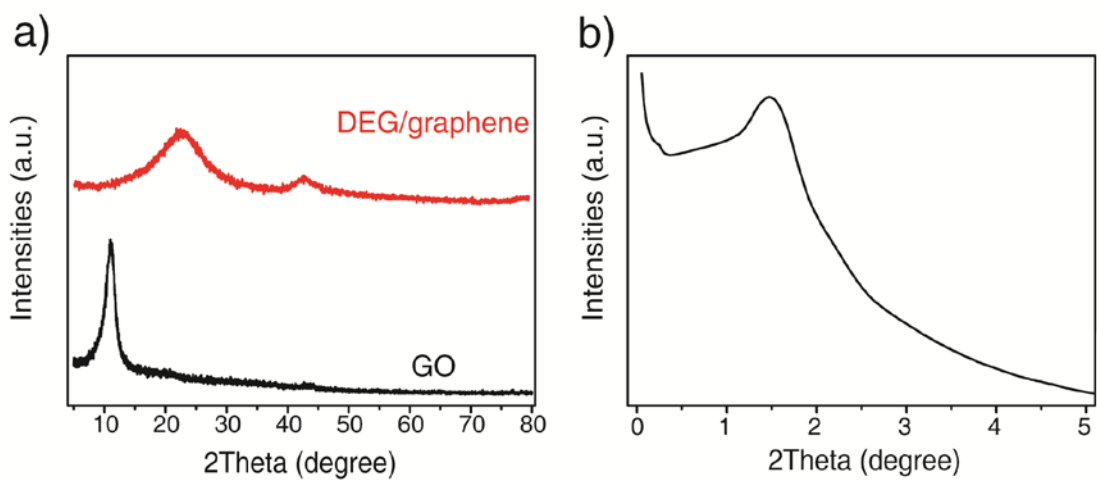 a)
Intensities (a.u.)
DEG/graphene
GO
10 20 30 40 50 60 70 80
2Theta (degree)
b)
Intensities (a.u.)
0 1 2 3 4 5
2Theta (degree)